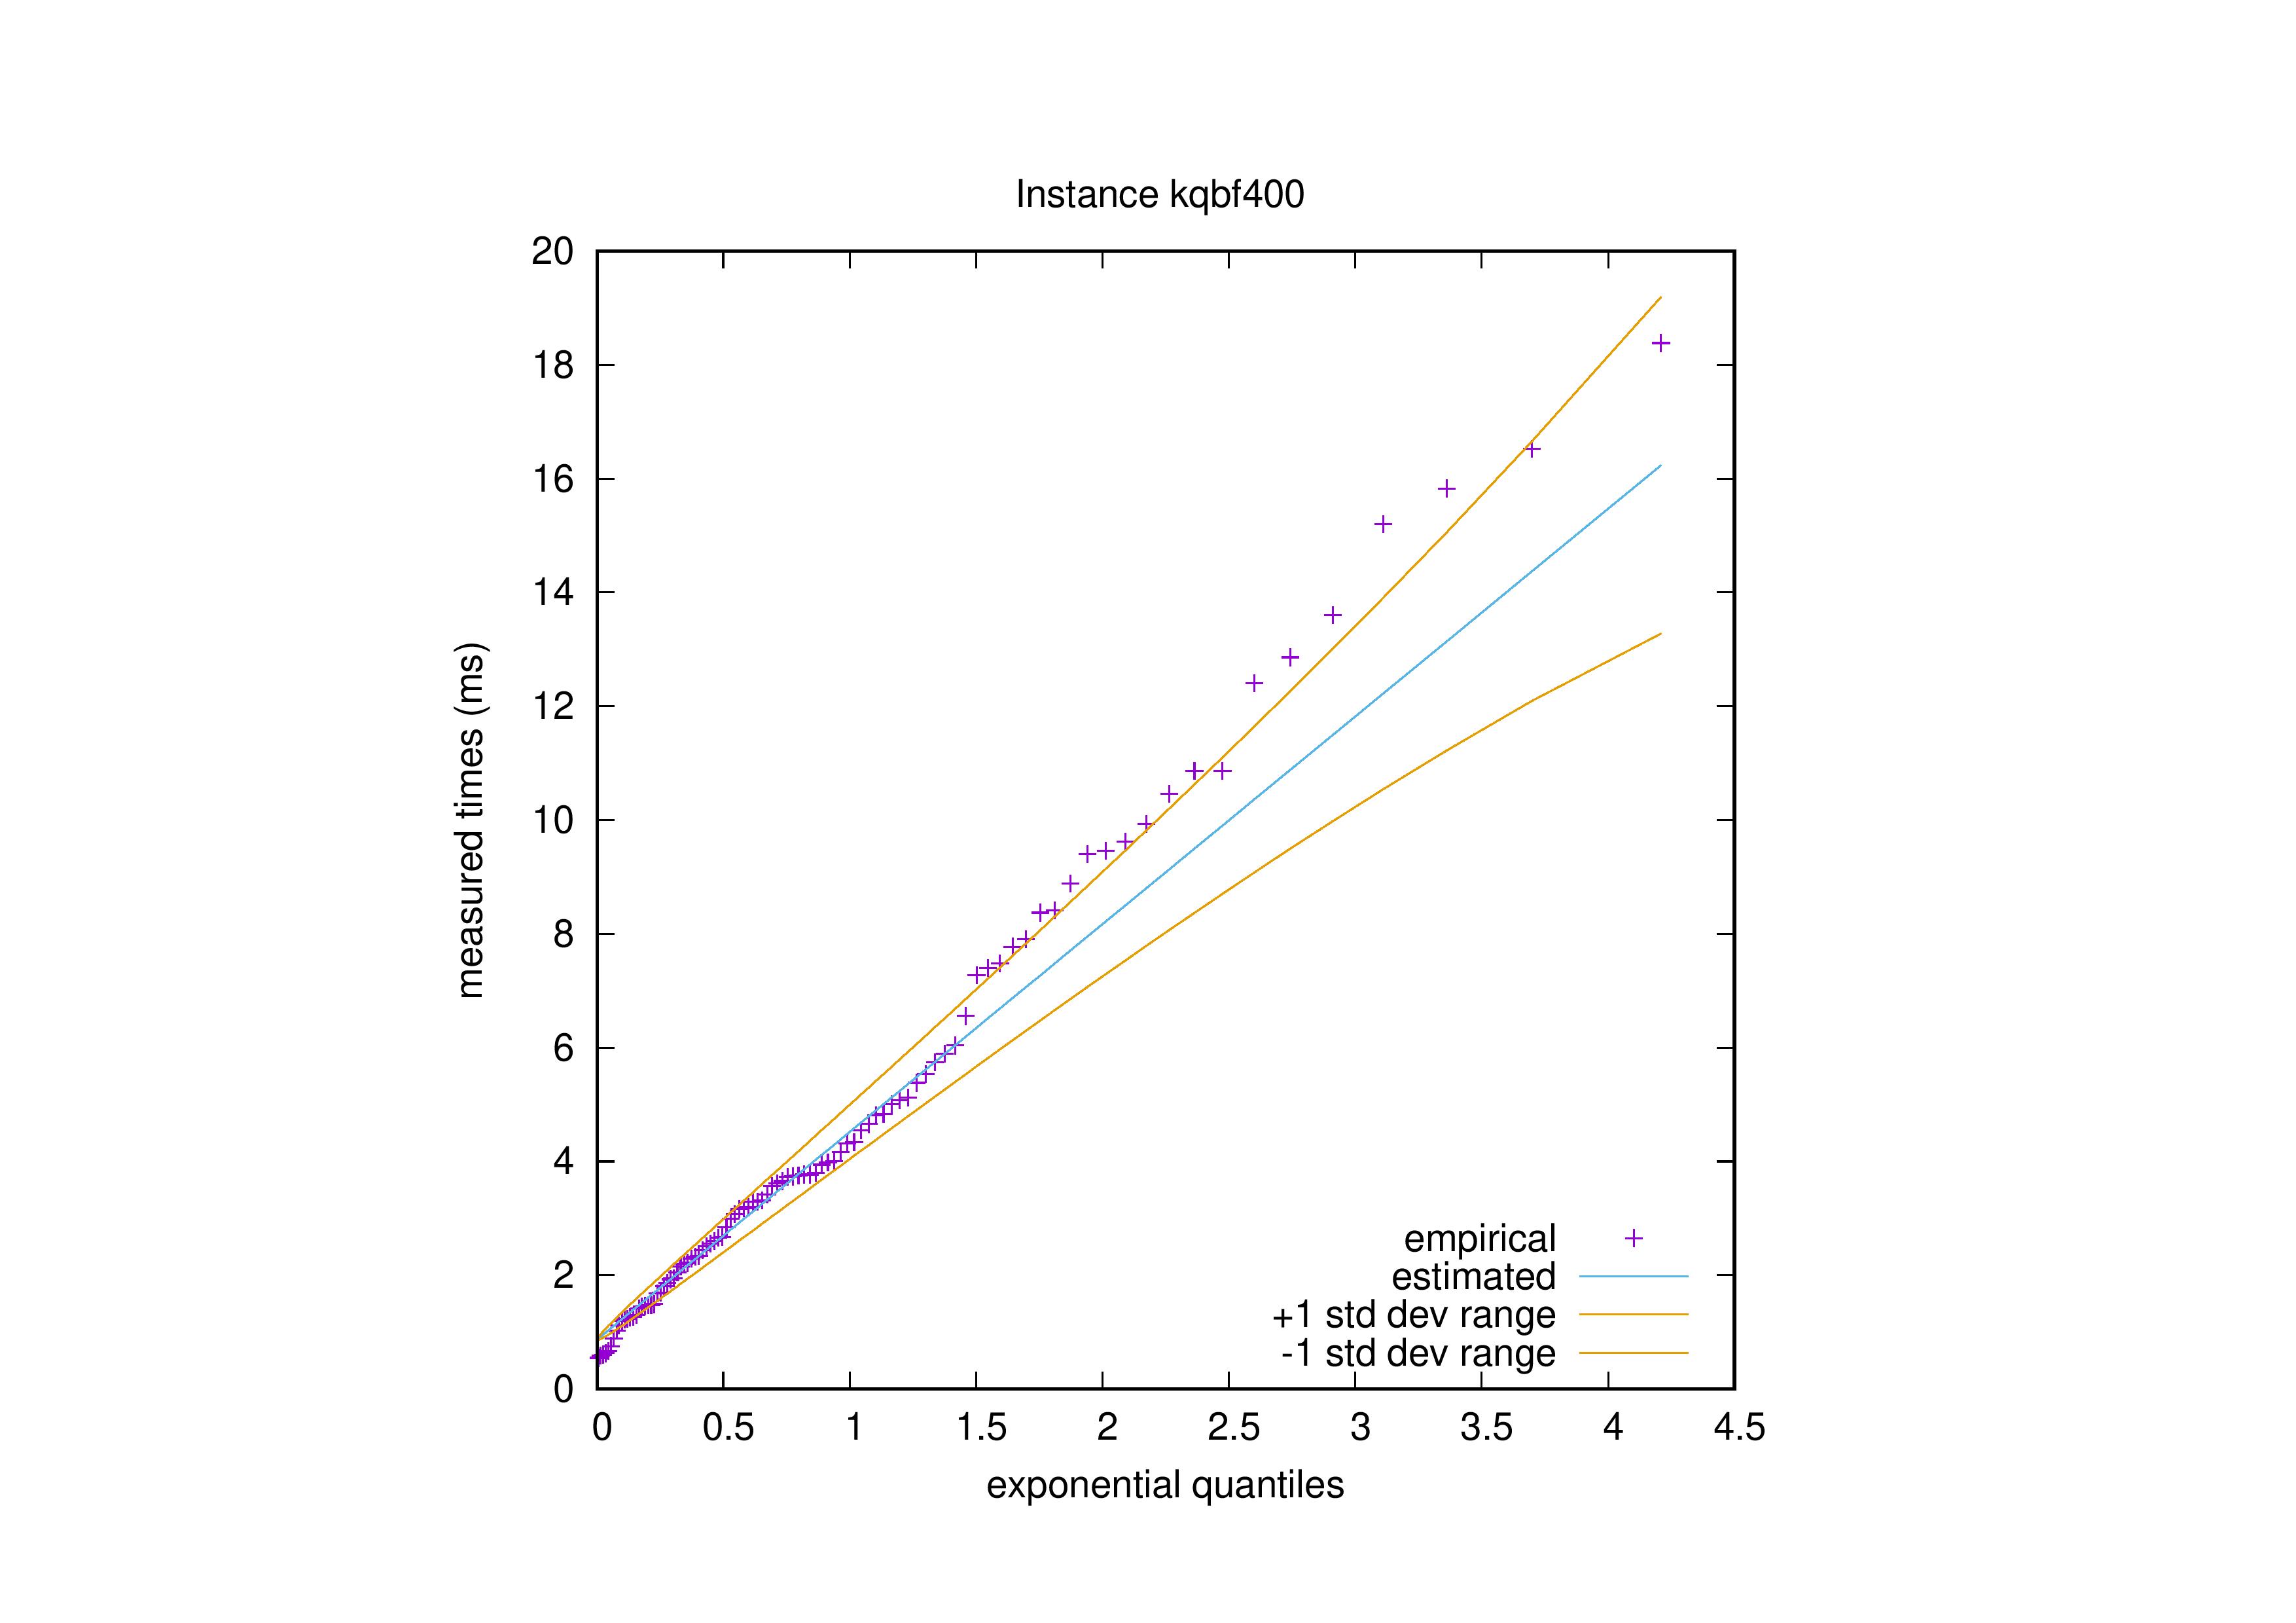 Instance kqbf400
20
18
16
14
12
10
8
6
4
2
0
measured times (ms)
empirical
estimated
+1 std dev range
-1 std dev range
0 0.5 1 1.5 2 2.5 3 3.5 4 4.5
exponential quantiles